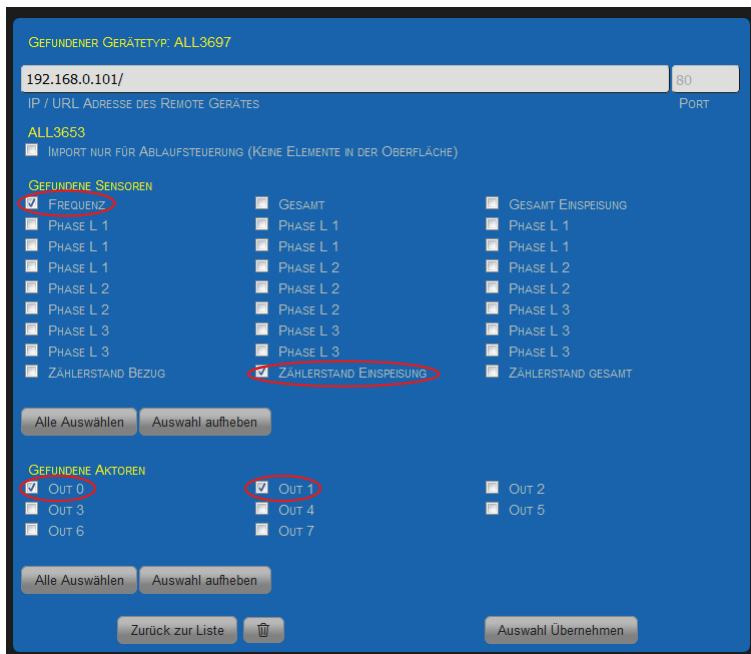 Gefundener Gerätetyp: ALL3697
192.168.0.101/ 80
IP / URL Adresse des Remote Gerätes Port
ALL3653
Import nur für Ablaufsteuerung (Keine Elemente in der Oberfläche)
Gefundene Sensoren
Frequenz Gesamt Gesamt Einspeisung
Phase L 1 Phase L 1 Phase L 1
Phase L 1 Phase L 1 Phase L 1
Phase L 1 Phase L 2 Phase L 2
Phase L 2 Phase L 2 Phase L 2
Phase L 2 Phase L 2 Phase L 3
Phase L 3 Phase L 3 Phase L 3
Phase L 3 Phase L 3 Phase L 3
Zählerstand Bezug Zählerstand Einspeisung Zählerstand gesamt
Alle Auswählen Auswahl aufheben
Gefundene Aktoren
Out 0 Out 1 Out 2
Out 3 Out 4 Out 5
Out 6 Out 7
Alle Auswählen Auswahl aufheben
Zurück zur Liste Auswahl Übernehmen